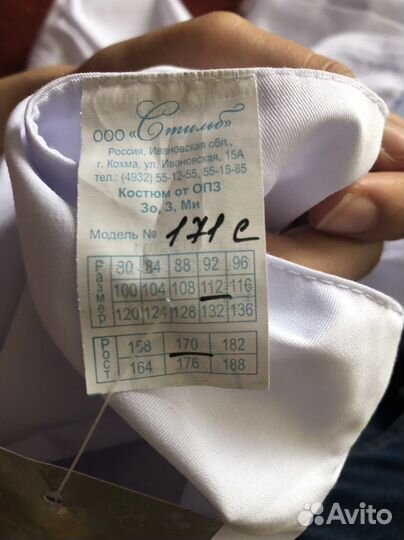 ООО «Стимб»
Россия, Ивановская обл.,
г. Кохма, ул. Ивановская, 15А
тел.: (4932) 55-12-55, 55-15-85
Костюм от ОПЗ
Зо, З, Ми
Модель № 171 с
Размер
80 84 88 92 96
100 104 108 112 116
120 124 128 132 136
Рост
158 170 182
164 176 188
Avito